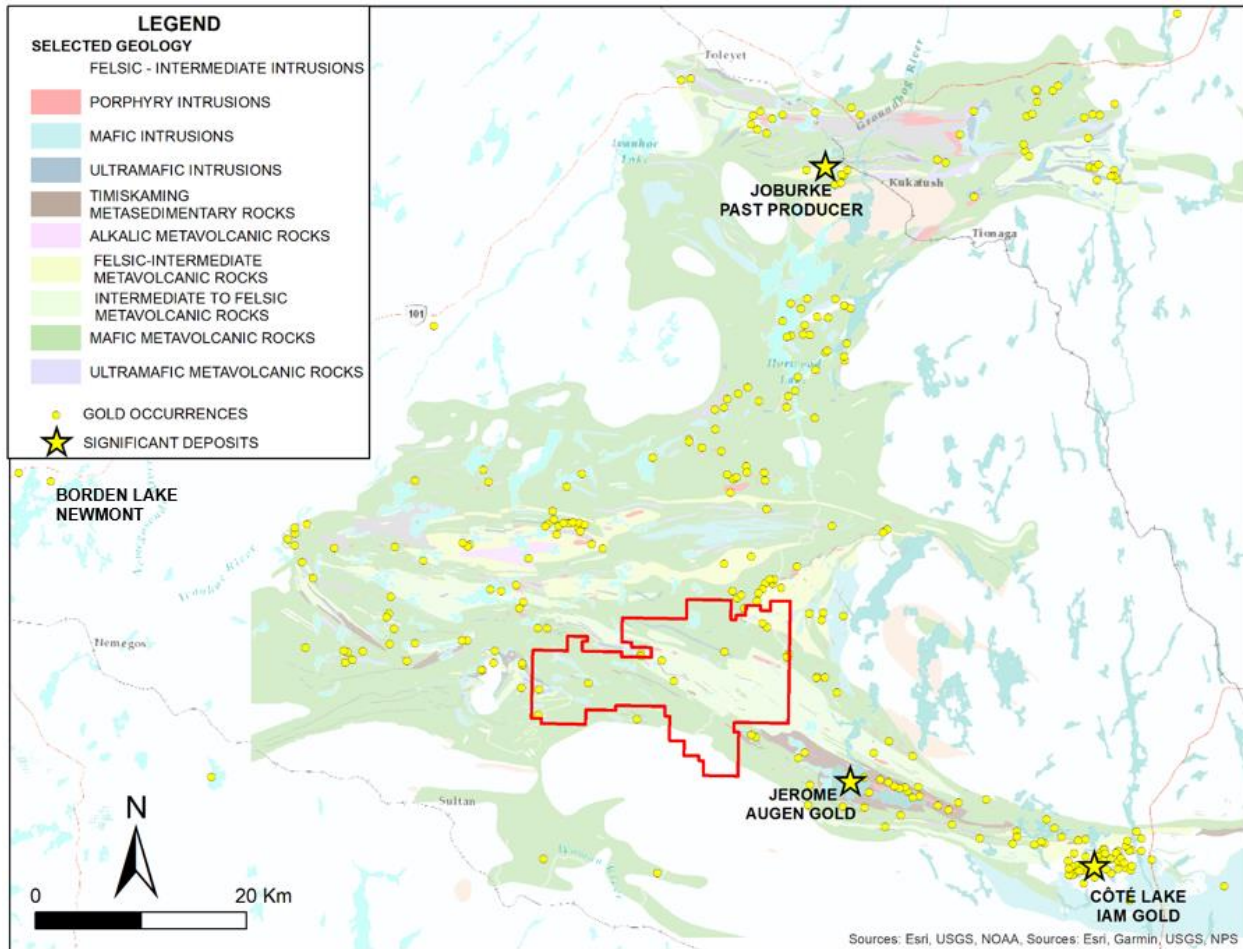 LEGEND
SELECTED GEOLOGY
FELSIC - INTERMEDIATE INTRUSIONS
PORPHYRY INTRUSIONS
MAFIC INTRUSIONS
ULTRAMAFIC INTRUSIONS
TIMISKAMING
METASEDIMENTARY ROCKS
ALKALIC METAVOLCANIC ROCKS
FELSIC-INTERMEDIATE
METAVOLCANIC ROCKS
INTERMEDIATE TO FELSIC
METAVOLCANIC ROCKS
MAFIC METAVOLCANIC ROCKS
ULTRAMAFIC METAVOLCANIC ROCKS
GOLD OCCURRENCES
SIGNIFICANT DEPOSITS
Foleyet
Groundhog River
Ivanhoe
Lake
JOBURKE
PAST PRODUCER
Kukatush
Tionaga
101
Horwood
Lake
BORDEN LAKE
NEWMONT
River
Nemegos
JEROME
AUGEN GOLD
Sultan
Wakami River
CÔTÉ LAKE
IAM GOLD
N
0 20 Km
Sources: Esri, USGS, NOAA, Sources: Esri, Garmin, USGS, NPS